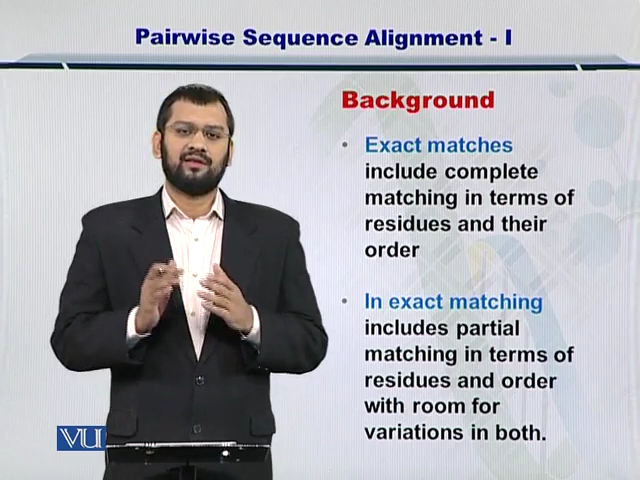 Pairwise Sequence Alignment - I
Background
• Exact matches
include complete
matching in terms of
residues and their
order
• In exact matching
includes partial
matching in terms of
residues and order
with room for
variations in both.
VU